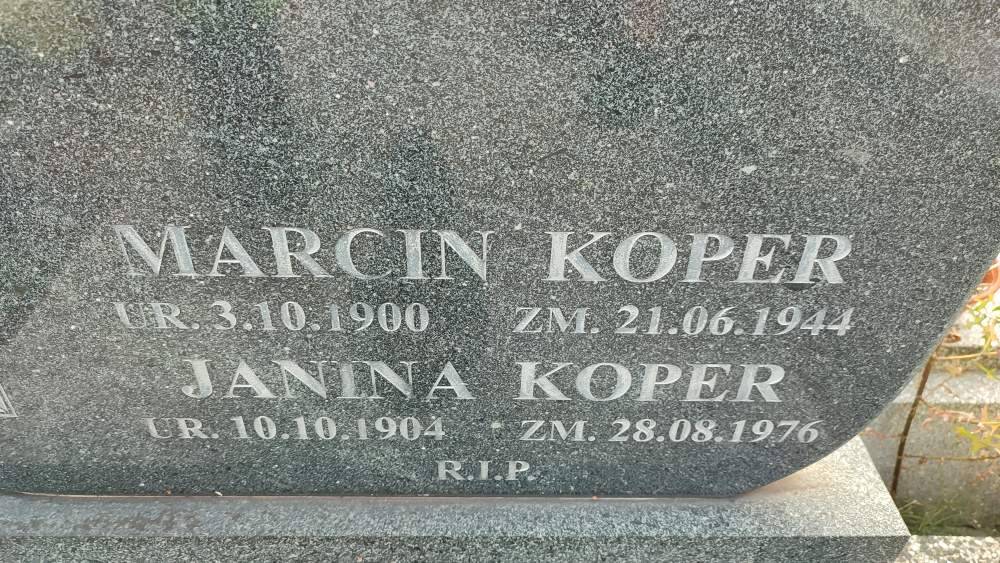 MARCIN KOPER
UR. 3.10.1900 ZM. 21.06.1944
JANINA KOPER
UR. 10.10.1904 ZM. 28.08.1976
R.I.P.